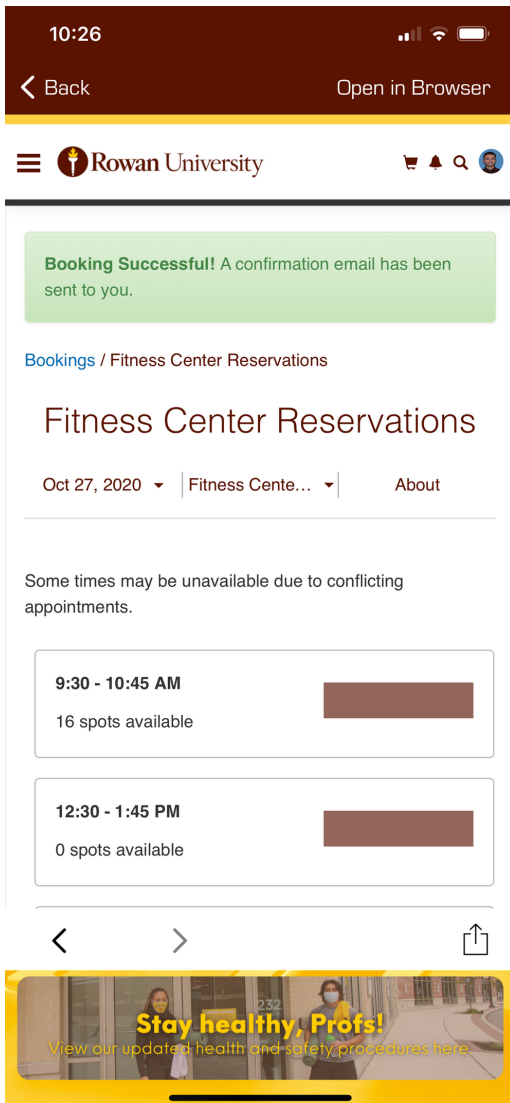 10:26
Back
Open in Browser
Rowan University
Booking Successful! A confirmation email has been
sent to you.
Bookings / Fitness Center Reservations
Fitness Center Reservations
Oct 27, 2020
Fitness Cente...
About
Some times may be unavailable due to conflicting
appointments.
9:30 - 10:45 AM
16 spots available
12:30 - 1:45 PM
0 spots available
232
Stay healthy, Profs!
View our updated health and safety procedures here